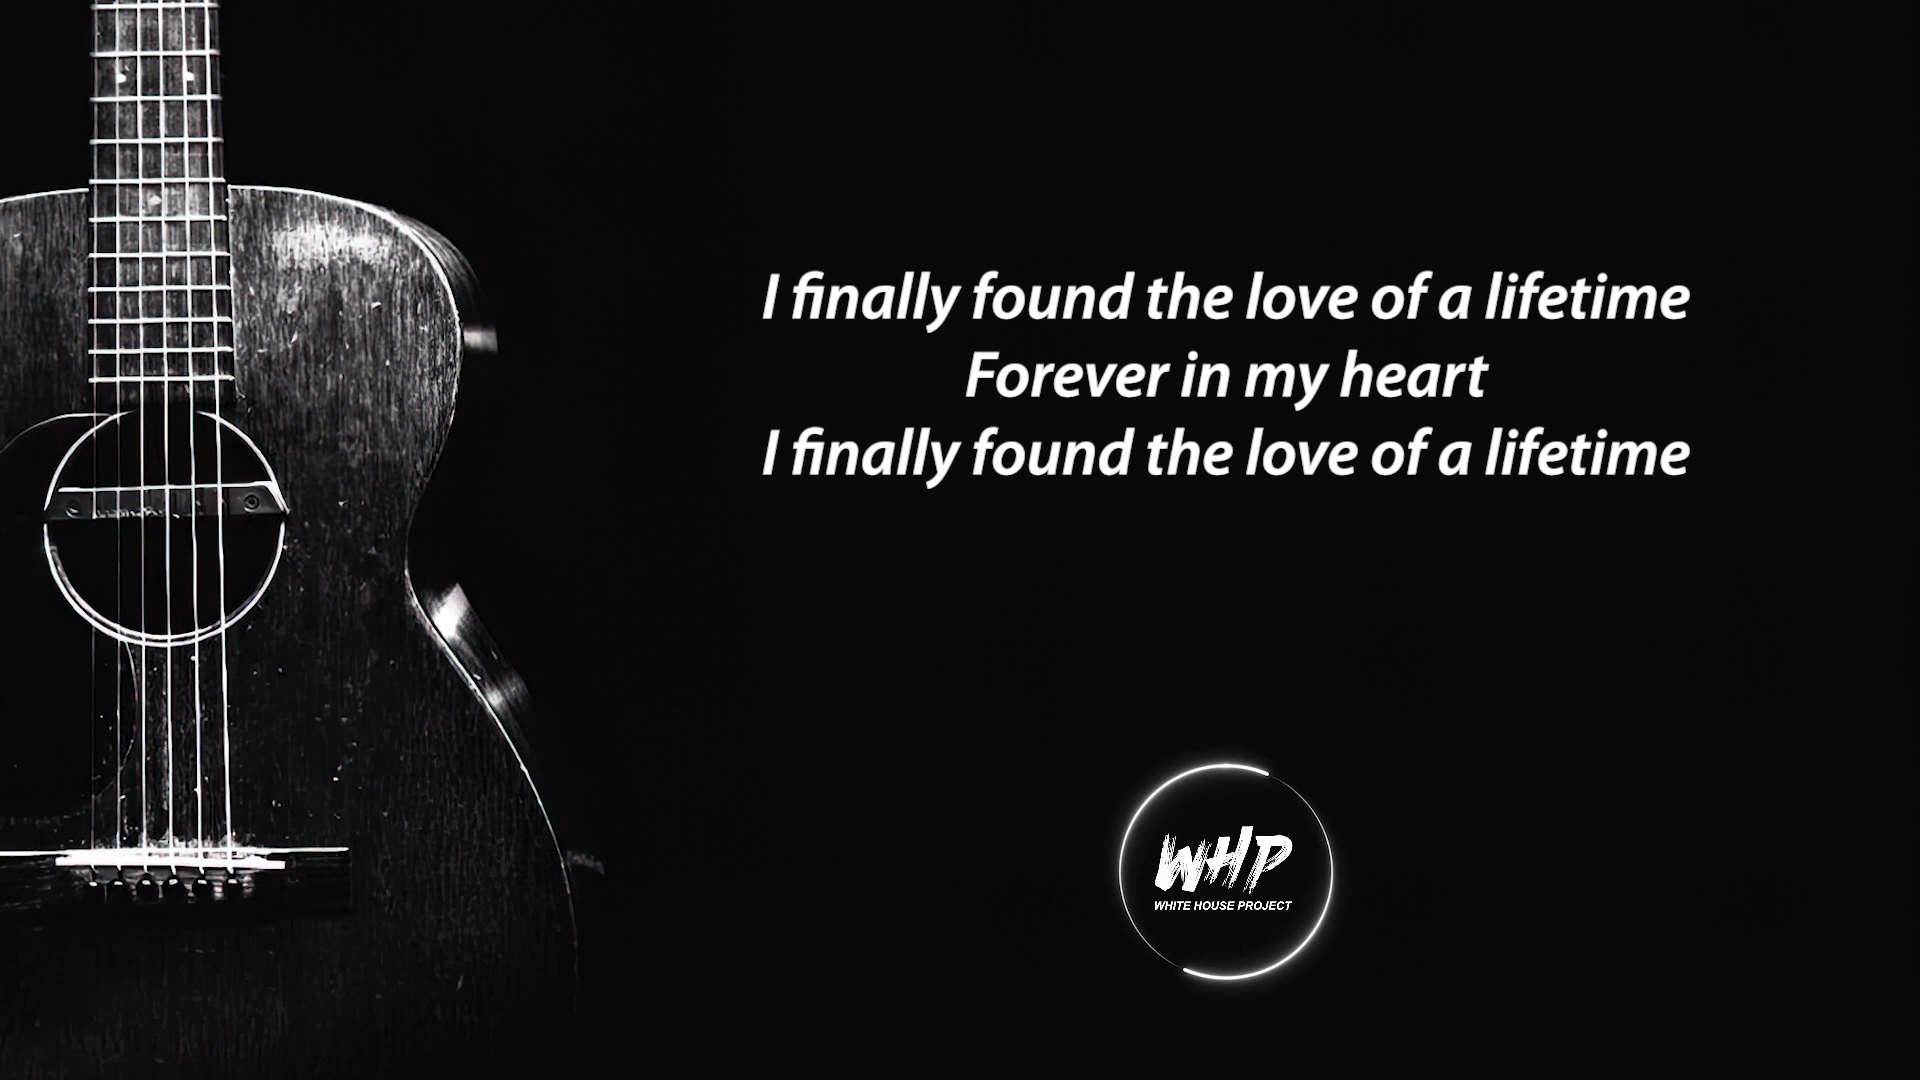 I finally found the love of a lifetime
Forever in my heart
I finally found the love of a lifetime
WHP
WHITE HOUSE PROJECT